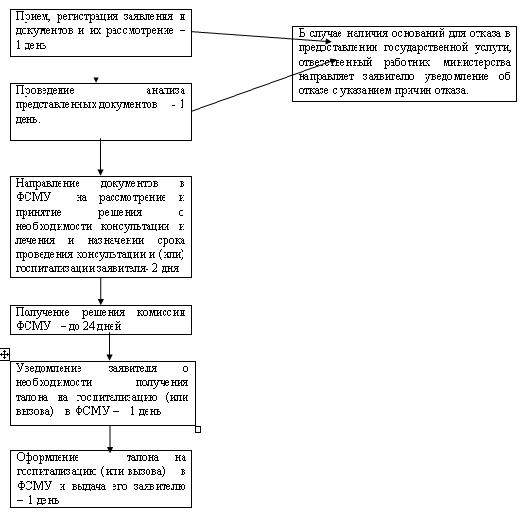 Прием, регистрация заявления и
документов и их рассмотрение –
1 день
В случае наличия оснований для отказа в
предоставлении государственной услуги,
ответственный работник министерства
направляет заявителю уведомление об
отказе с указанием причин отказа.
Проведение анализа
представленных документов - 1
день.
Направление документов в
ФСМУ на рассмотрение и
принятие решения о
необходимости консультации и
лечения и назначении срока
проведения консультации и (или)
госпитализации заявителя- 2 дня
Получение решения комиссии
ФСМУ – до 24 дней
Уведомление заявителя о
необходимости получения
талона на госпитализацию (или
вызова) в ФСМУ – 1 день
Оформление талона на
госпитализацию (или вызова) в
ФСМУ и выдача его заявителю
– 1 день